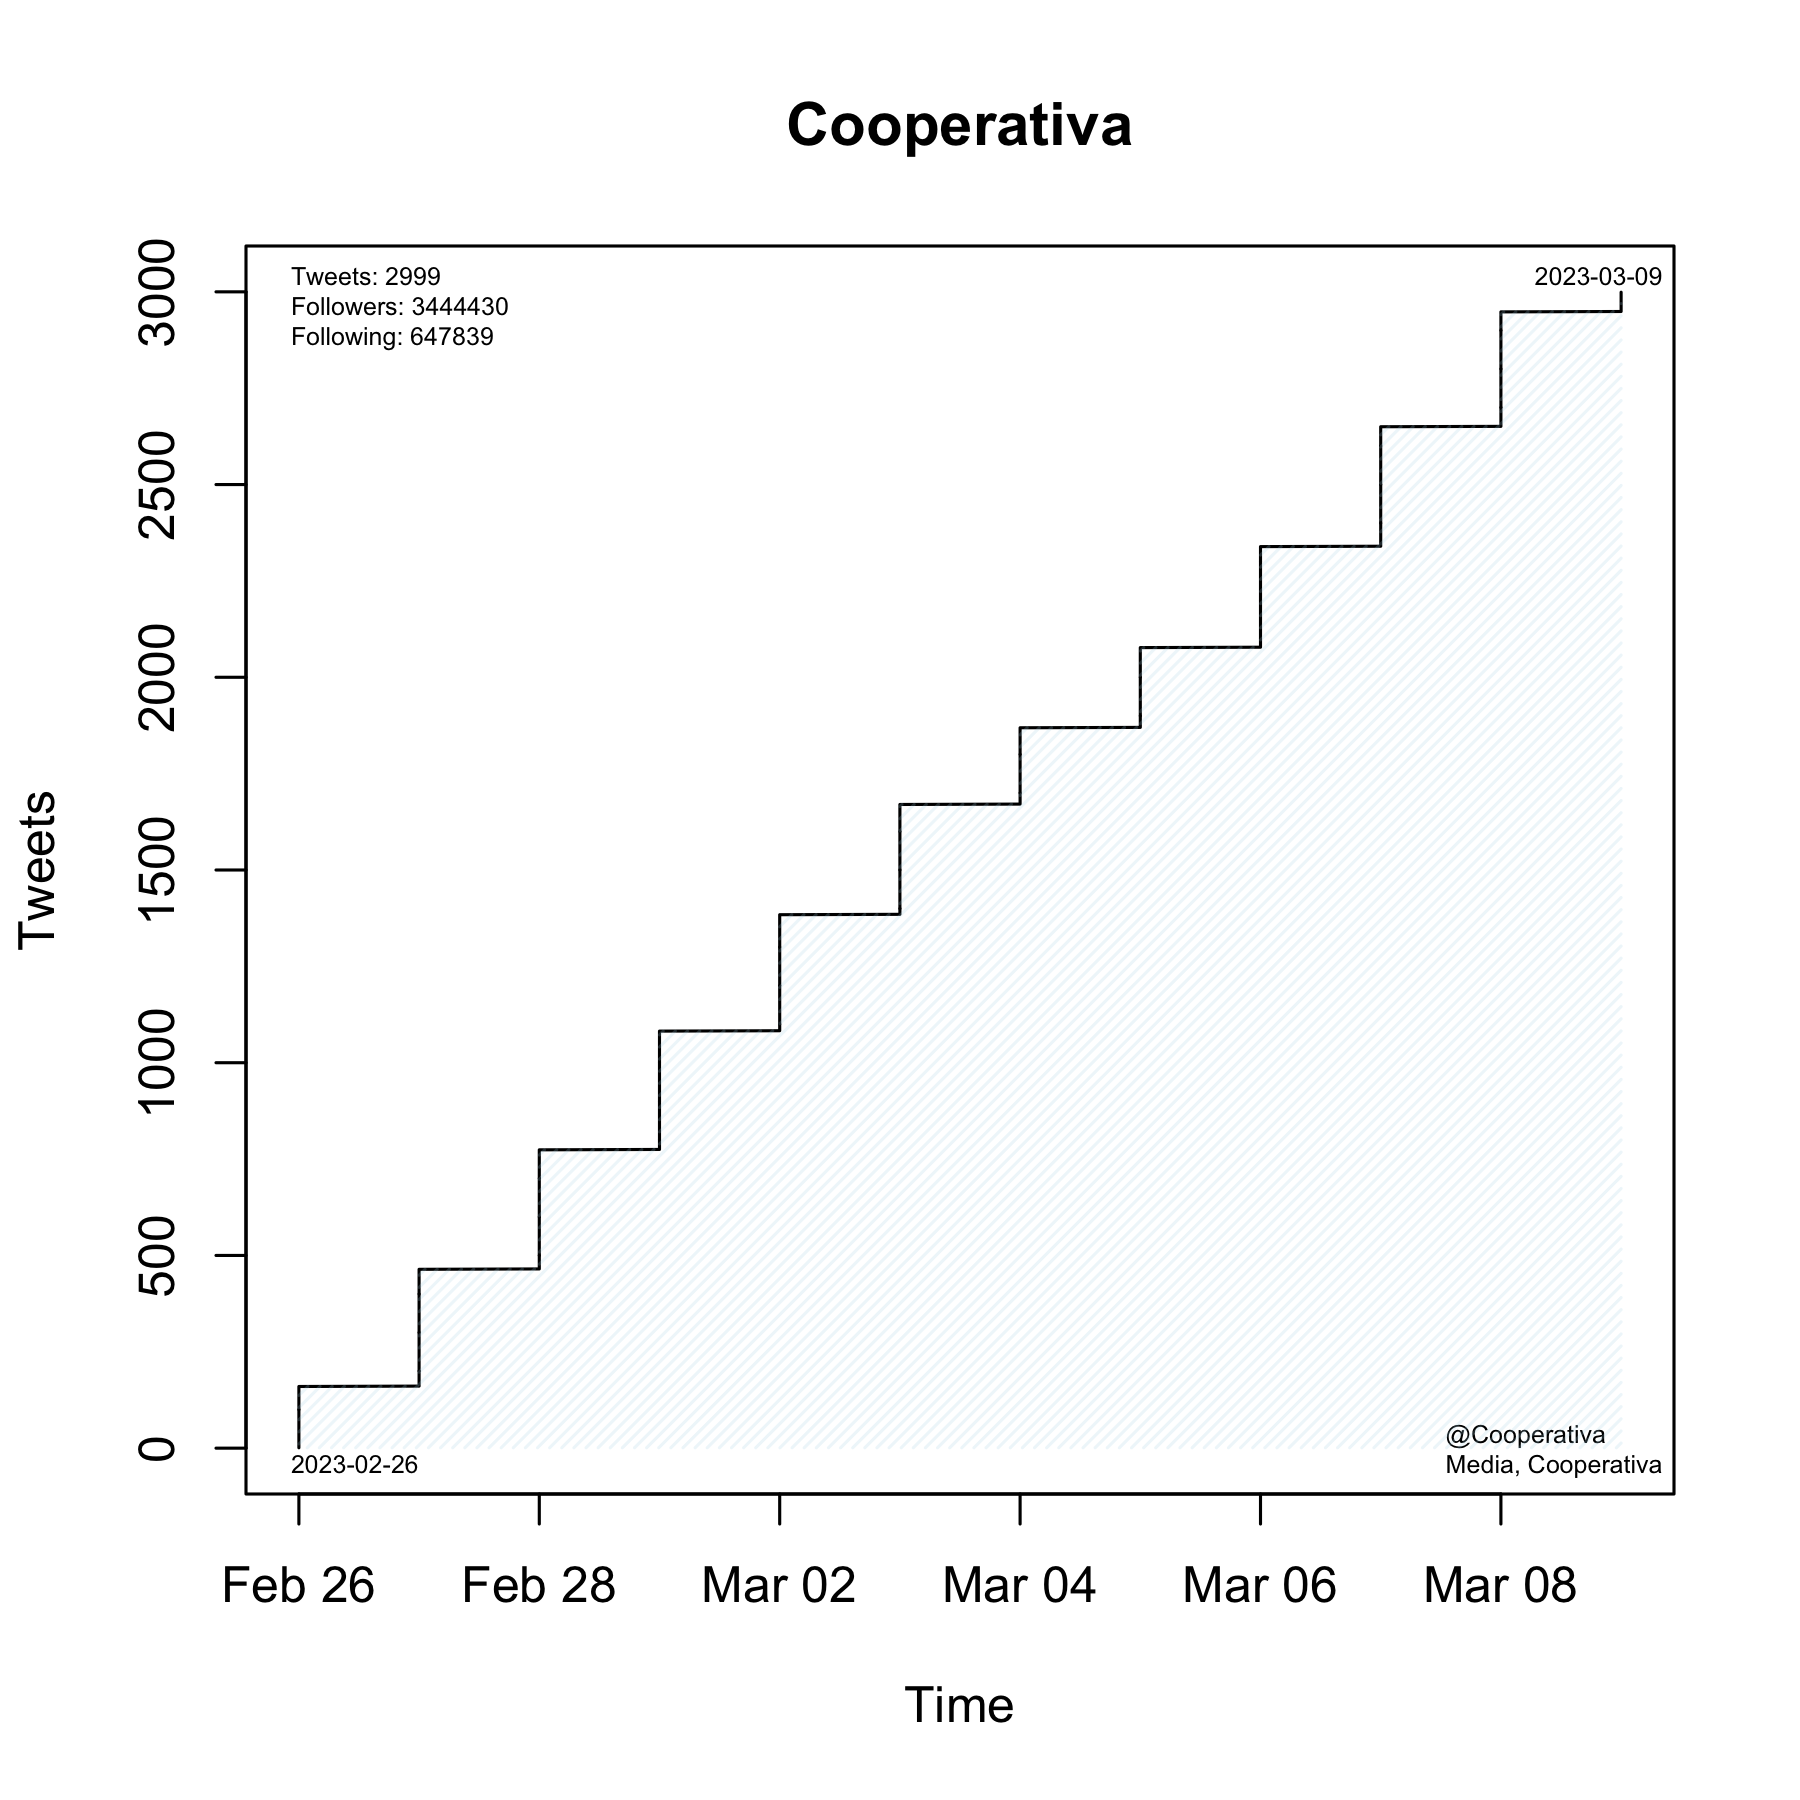 Cooperativa
Tweets: 2999
Followers: 3444430
Following: 647839
2023-03-09
3000
2500
2000
1500
1000
500
0
Tweets
2023-02-26
@Cooperativa
Media, Cooperativa
Feb 26 Feb 28 Mar 02 Mar 04 Mar 06 Mar 08
Time